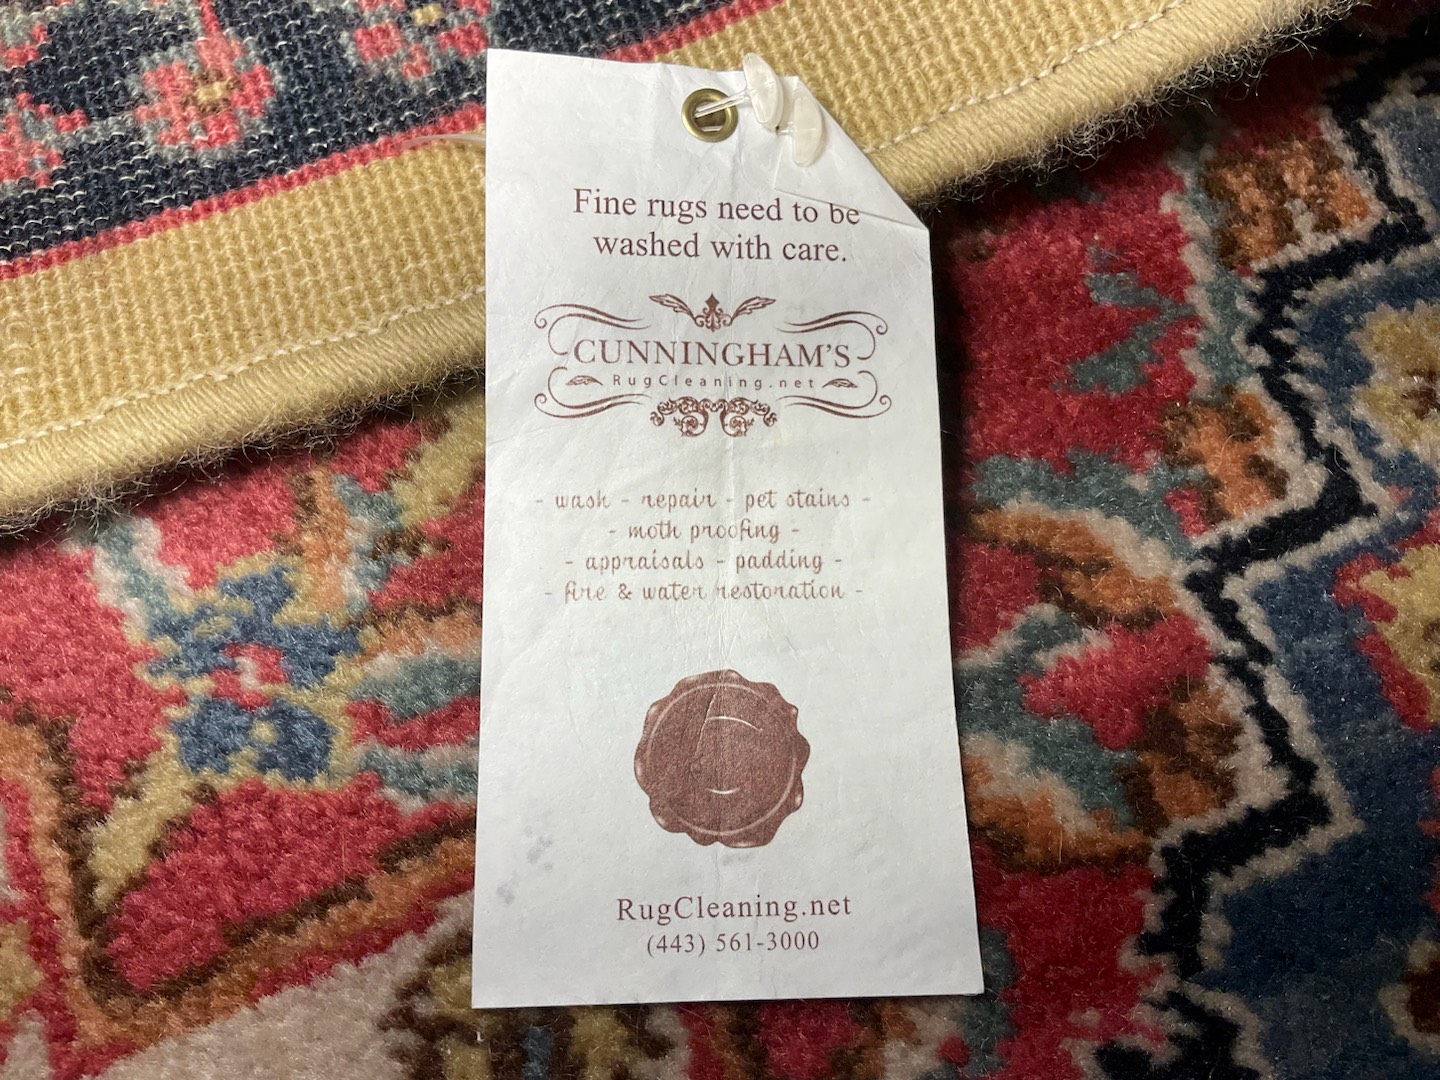 Fine rugs need to be
washed with care.
CUNNINGHAM'S
RugCleaning.net
- wash - repair - pet stains -
- moth proofing -
- appraisals - padding -
- fire & water restoration -
RugCleaning.net
(443) 561-3000